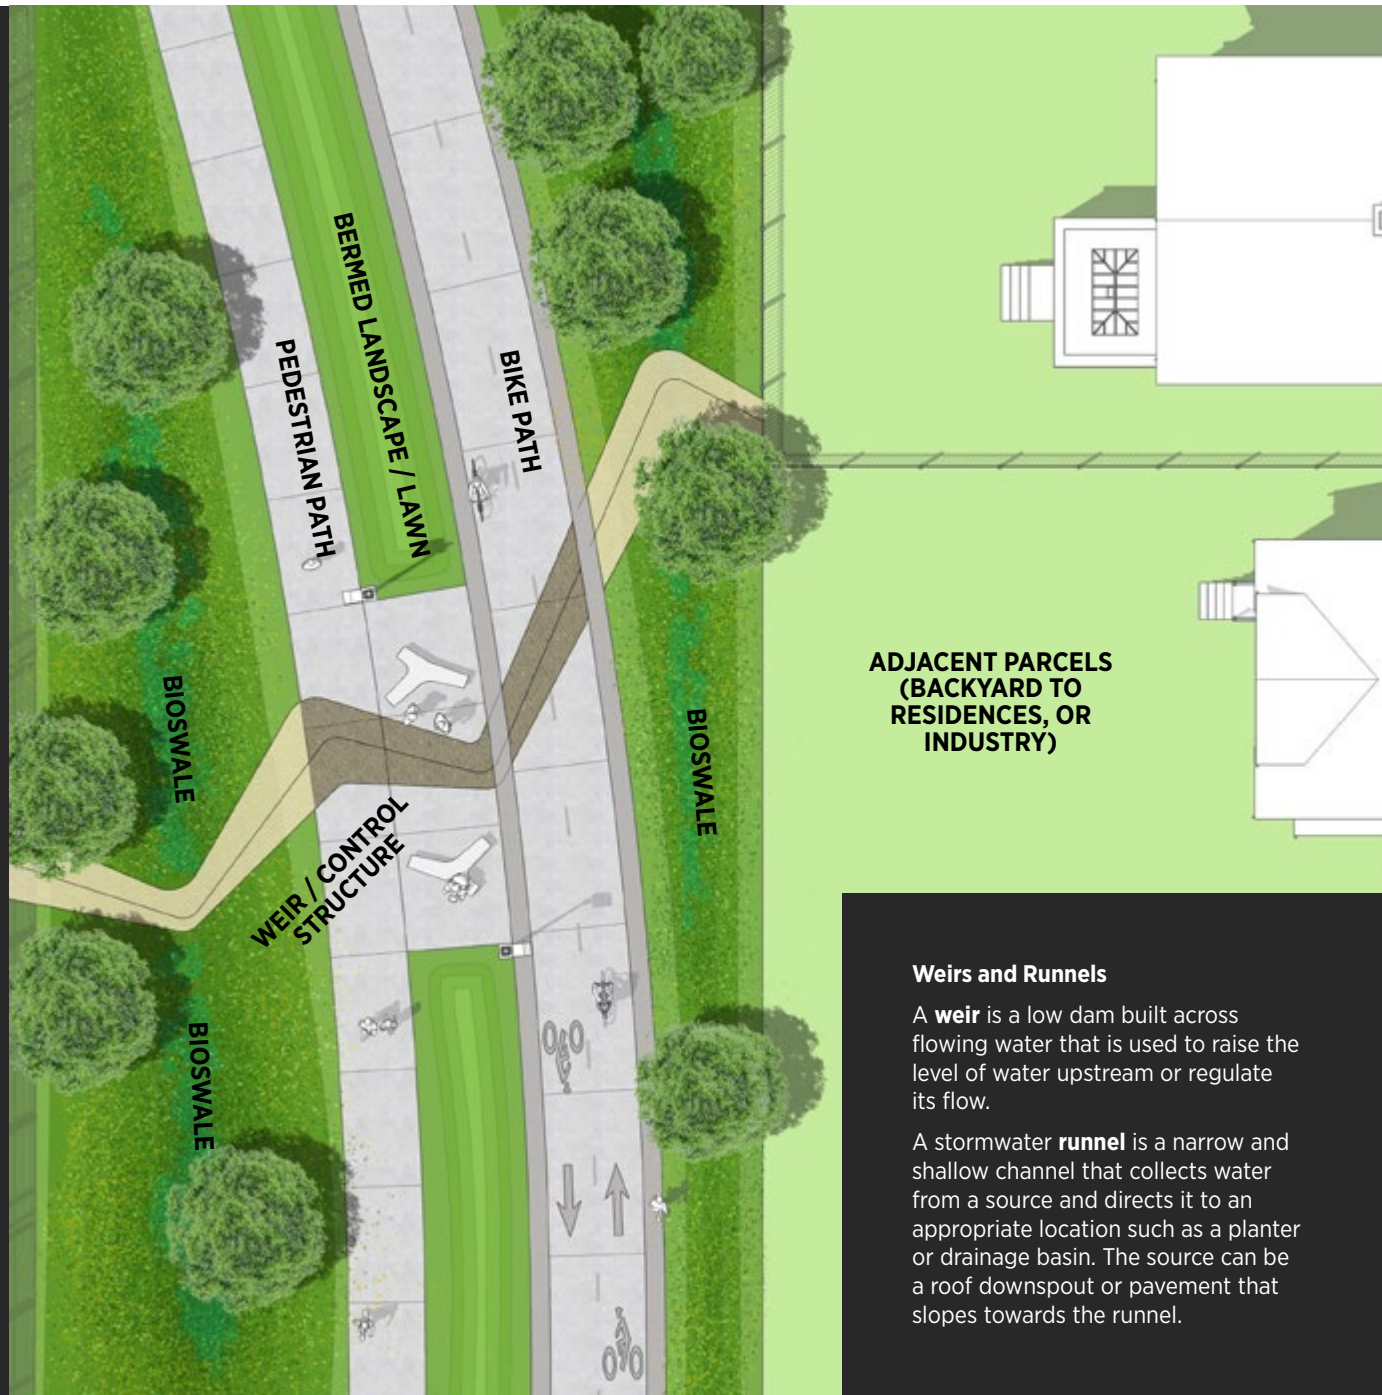 BERMED LANDSCAPE / LAWN
PEDESTRIAN PATH
BIKE PATH
BIOSWALE
BIOSWALE
WEIR / CONTROL
STRUCTURE
BIOSWALE
ADJACENT PARCELS
(BACKYARD TO
RESIDENCES, OR
INDUSTRY)
Weirs and Runnels
A weir is a low dam built across
flowing water that is used to raise the
level of water upstream or regulate
its flow.
A stormwater runnel is a narrow and
shallow channel that collects water
from a source and directs it to an
appropriate location such as a planter
or drainage basin. The source can be
a roof downspout or pavement that
slopes towards the runnel.